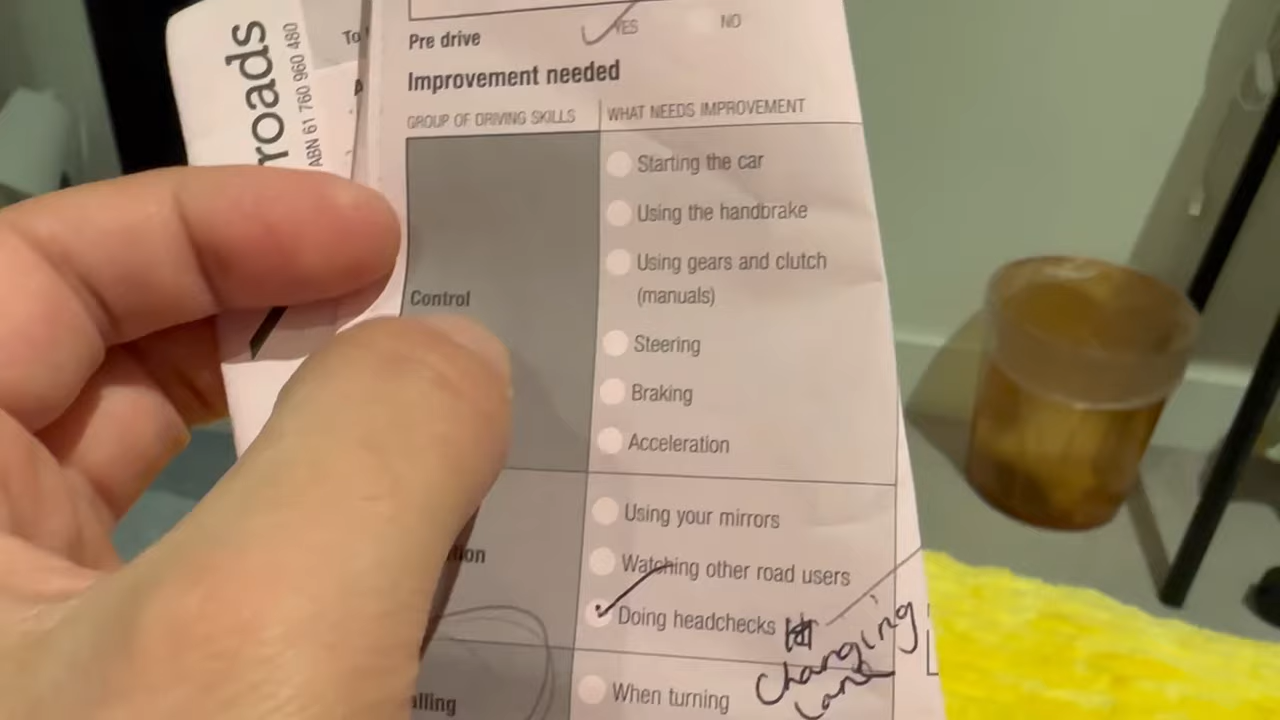 roads
ABN 61 760 960 480
To
Pre drive
YES
NO
Improvement needed
GROUP OF DRIVING SKILLS
WHAT NEEDS IMPROVEMENT
Control
Starting the car
Using the handbrake
Using gears and clutch
(manuals)
Steering
Braking
Acceleration
tion
Using your mirrors
Watching other road users
Doing headchecks
Changing
Lane
alling
When turning